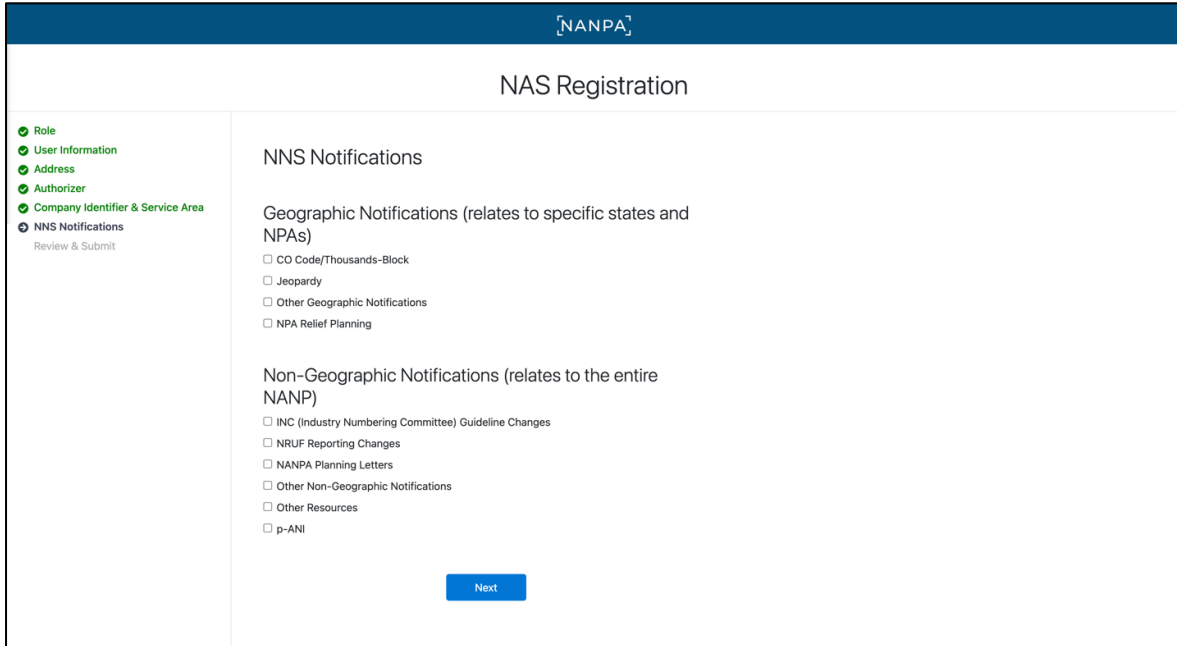 NANPA
NAS Registration
Role
User Information
Address
Authorizer
Company Identifier & Service Area
NNS Notifications
Review & Submit
NNS Notifications
Geographic Notifications (relates to specific states and
NPAs)
CO Code/Thousands-Block
Jeopardy
Other Geographic Notifications
NPA Relief Planning
Non-Geographic Notifications (relates to the entire
NANP)
INC (Industry Numbering Committee) Guideline Changes
NRUF Reporting Changes
NANPA Planning Letters
Other Non-Geographic Notifications
Other Resources
p-ANI
Next